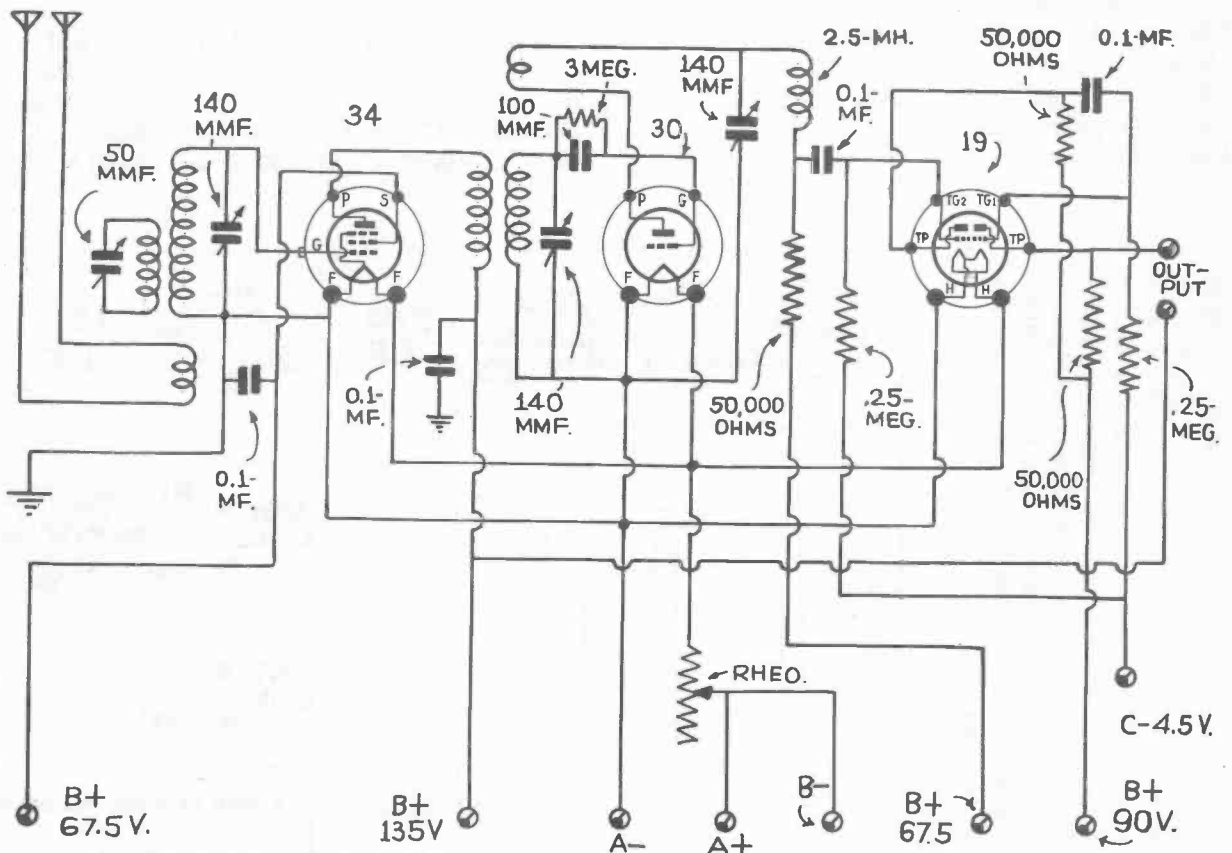 2.5-MH.
50,000
OHMS
0.1-MF.
3 MEG.
140
MMF
0.1-
MF.
140
MMF.
34
100
MMF.
30
19
50
MMF.
P
S
G
F
F
P
G
F
F
TG2
TG1
TP
TP
H
H
OUT-
PUT
0.1-
MF.
0.1-
MF.
140
MMF.
50,000
OHMS
.25-
MEG.
50,000
OHMS
.25-
MEG.
RHEO.
C-4.5V.
B+
67.5V.
B+
135V
A-
A+
B-
B+
67.5
B+
90V.